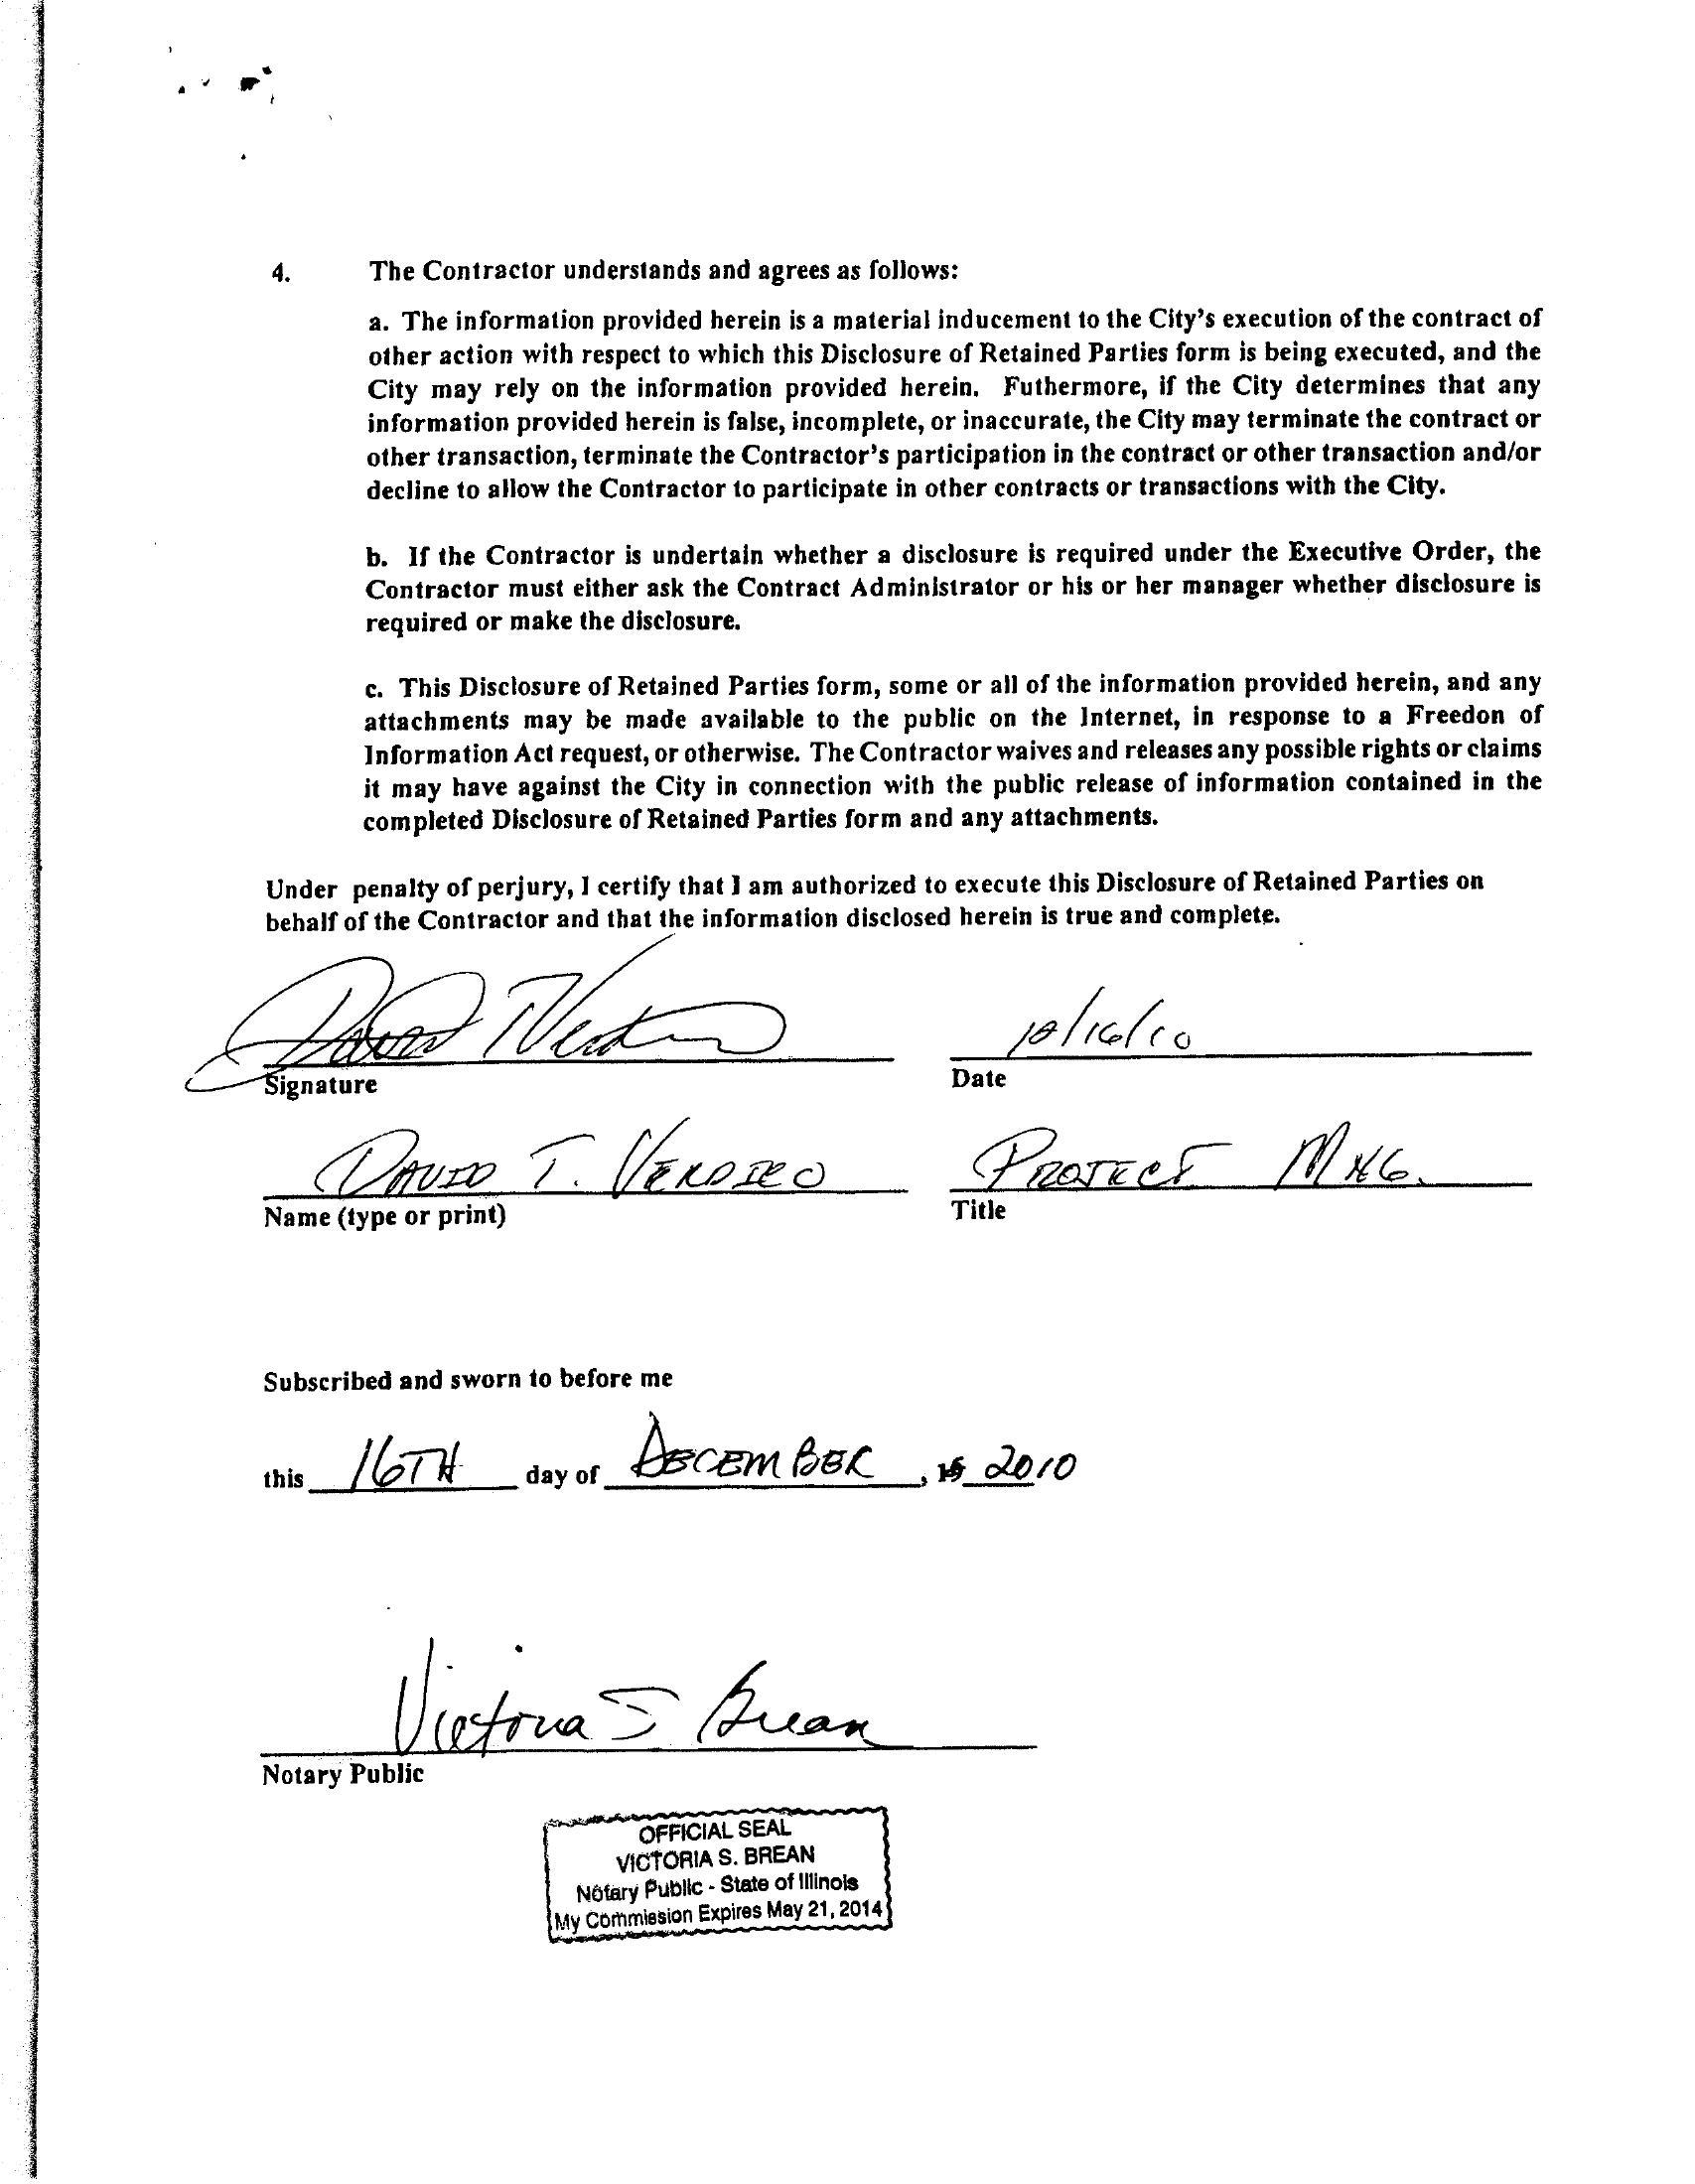 4. The Contractor understands and agrees as follows:
a. The information provided herein is a material inducement to the City's execution of the contract of
other action with respect to which this Disclosure of Retained Parties form is being executed, and the
City may rely on the information provided herein. Futhermore, if the City determines that any
information provided herein is false, incomplete, or inaccurate, the City may terminate the contract or
other transaction, terminate the Contractor's participation in the contract or other transaction and/or
decline to allow the Contractor to participate in other contracts or transactions with the City.
b. If the Contractor is undertain whether a disclosure is required under the Executive Order, the
Contractor must either ask the Contract Administrator or his or her manager whether disclosure is
required or make the disclosure.
c. This Disclosure of Retained Parties form, some or all of the information provided herein, and any
attachments may be made available to the public on the Internet, in response to a Freedon of
Information Act request, or otherwise. The Contractor waives and releases any possible rights or claims
it may have against the City in connection with the public release of information contained in the
completed Disclosure of Retained Parties form and any attachments.
Under penalty of perjury, I certify that I am authorized to execute this Disclosure of Retained Parties on
behalf of the Contractor and that the information disclosed herein is true and complete.
Signature Date
DAVID T. PROJECT
Name (type or print) Title
Subscribed and sworn to before me
this 16TH day of DECEMBER, 2010
Victoria S Brean
Notary Public
OFFICIAL SEAL
VICTORIA S. BREAN
Notary Public - State of Illinois
My Commission Expires May 21, 2014